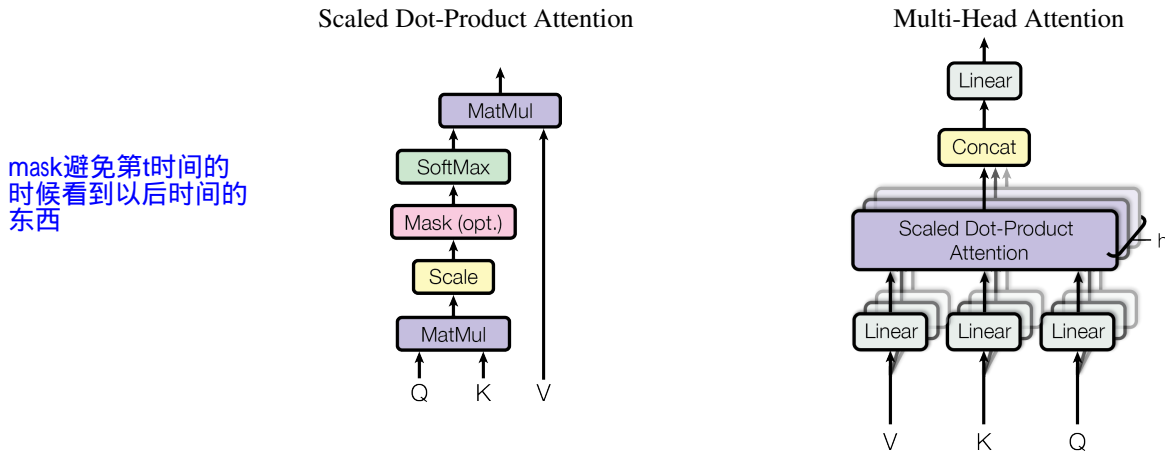 Scaled Dot-Product Attention
MatMul
SoftMax
Mask (opt.)
Scale
MatMul
Q K V
mask避免第t时间的
时候看到以后时间的
东西
Multi-Head Attention
Linear
Concat
Scaled Dot-Product
Attention
h
Linear Linear Linear
V K Q